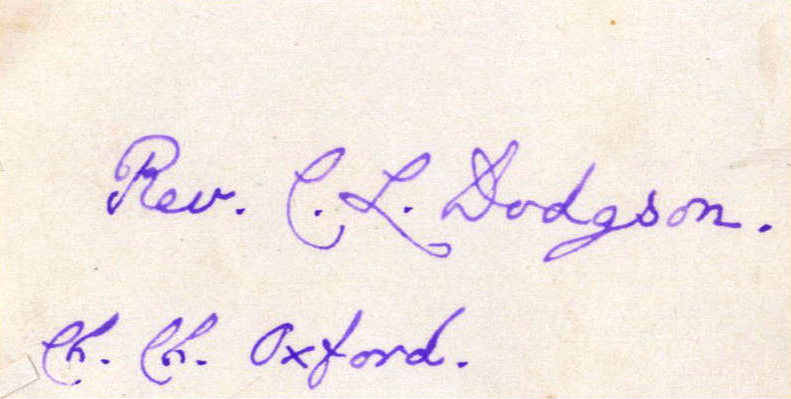 Rev. C. L. Dodgson.
Ch. Ch. Oxford.